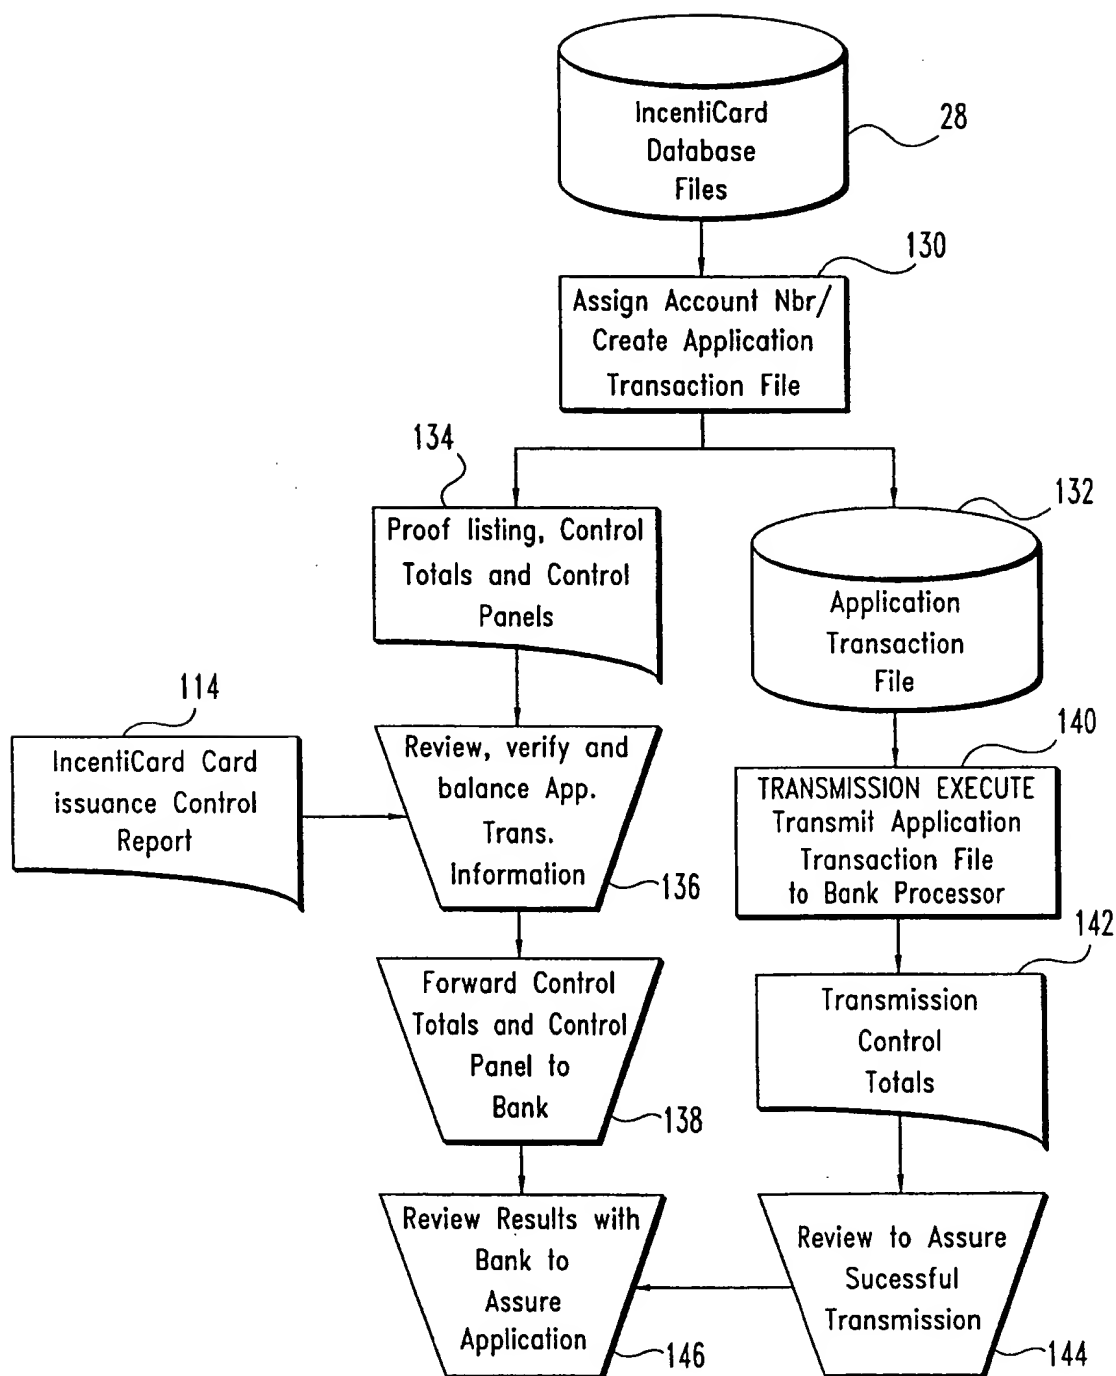 IncentiCard
Database
Files
28
130
Assign Account Nbr/
Create Application
Transaction File
134
Proof listing, Control
Totals and Control
Panels
132
Application
Transaction
File
114
IncentiCard Card
issuance Control
Report
Review, verify and
balance App.
Trans.
Information
136
140
TRANSMISSION EXECUTE
Transmit Application
Transaction File
to Bank Processor
142
Forward Control
Totals and Control
Panel to
Bank
138
Transmission
Control
Totals
Review Results with
Bank to
Assure
Application
146
Review to Assure
Sucessful
Transmission
144